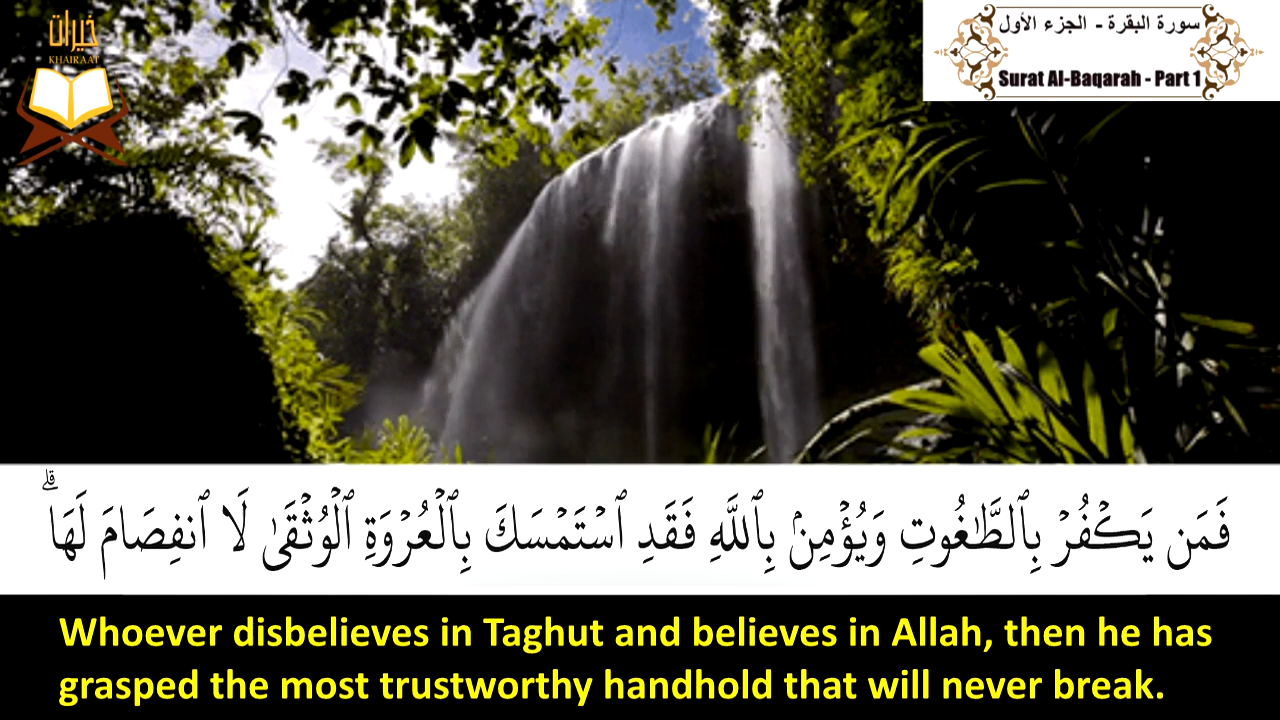 خيرات
KHAIRAAT
سورة البقرة - الجزء الأول
Surat Al-Baqarah - Part 1
فَمَن يَكۡفُرۡ بِٱلطَّٰغُوتِ وَيُؤۡمِنۢ بِٱللَّهِ فَقَدِ ٱسۡتَمۡسَكَ بِٱلۡعُرۡوَةِ ٱلۡوُثۡقَىٰ لَا ٱنفِصَامَ لَهَاۗ
Whoever disbelieves in Taghut and believes in Allah, then he has
grasped the most trustworthy handhold that will never break.